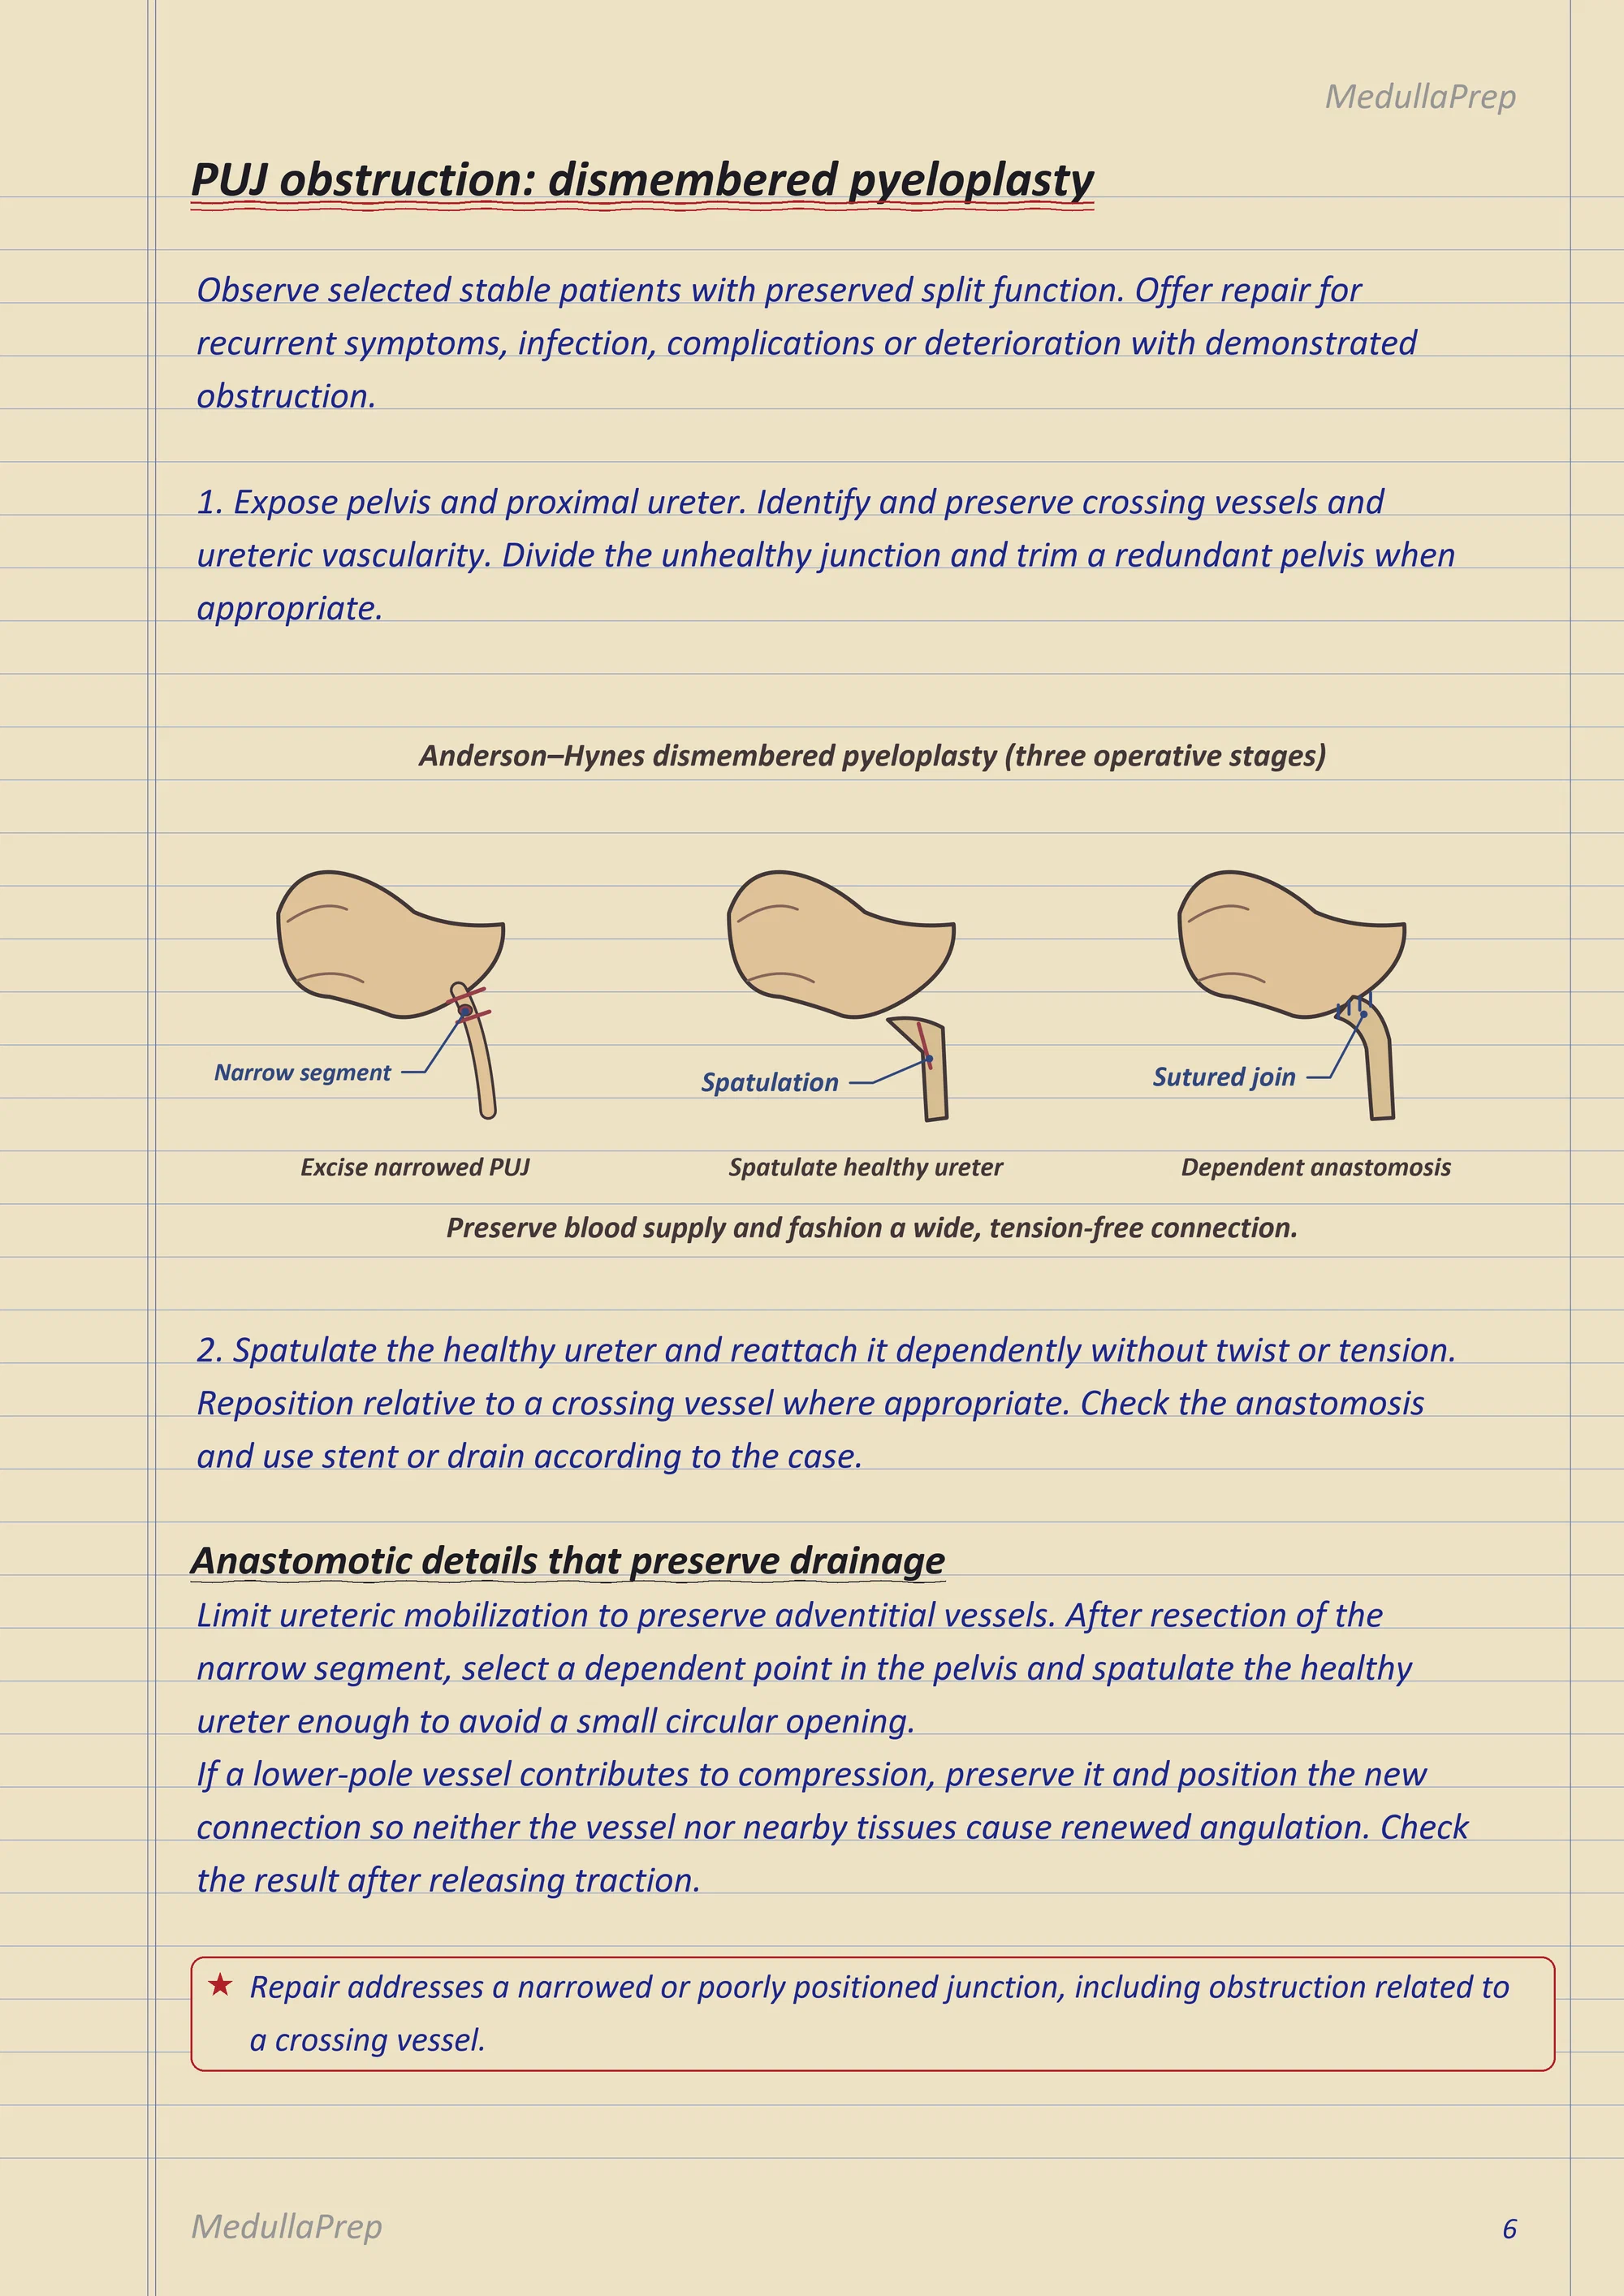 MedullaPrep
PUJ obstruction: dismembered pyeloplasty
Observe selected stable patients with preserved split function. Offer repair for
recurrent symptoms, infection, complications or deterioration with demonstrated
obstruction.
1. Expose pelvis and proximal ureter. Identify and preserve crossing vessels and
ureteric vascularity. Divide the unhealthy junction and trim a redundant pelvis when
appropriate.
Anderson–Hynes dismembered pyeloplasty (three operative stages)
Narrow segment
Spatulation
Sutured join
Excise narrowed PUJ
Spatulate healthy ureter
Dependent anastomosis
Preserve blood supply and fashion a wide, tension-free connection.
2. Spatulate the healthy ureter and reattach it dependently without twist or tension.
Reposition relative to a crossing vessel where appropriate. Check the anastomosis
and use stent or drain according to the case.
Anastomotic details that preserve drainage
Limit ureteric mobilization to preserve adventitial vessels. After resection of the
narrow segment, select a dependent point in the pelvis and spatulate the healthy
ureter enough to avoid a small circular opening.
If a lower-pole vessel contributes to compression, preserve it and position the new
connection so neither the vessel nor nearby tissues cause renewed angulation. Check
the result after releasing traction.
★ Repair addresses a narrowed or poorly positioned junction, including obstruction related to
a crossing vessel.
MedullaPrep
6